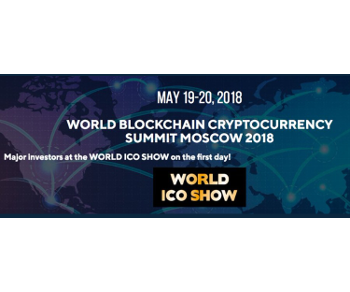 MAY 19-20, 2018
WORLD BLOCKCHAIN CRYPTOCURRENCY
SUMMIT MOSCOW 2018
Major Investors at the WORLD ICO SHOW on the first day!
WORLD
ICO SHOW